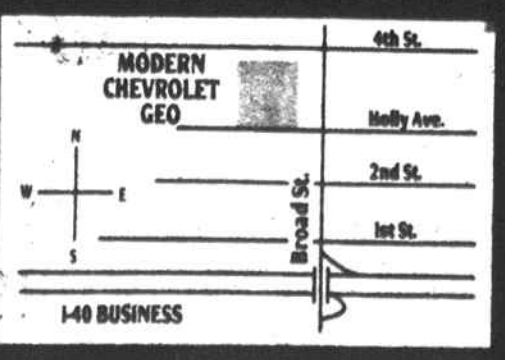 4th St.
MODERN
CHEVROLET
GEO
Holly Ave.
N
W
E
S
2nd St.
Broad St.
1st St.
I-40 BUSINESS